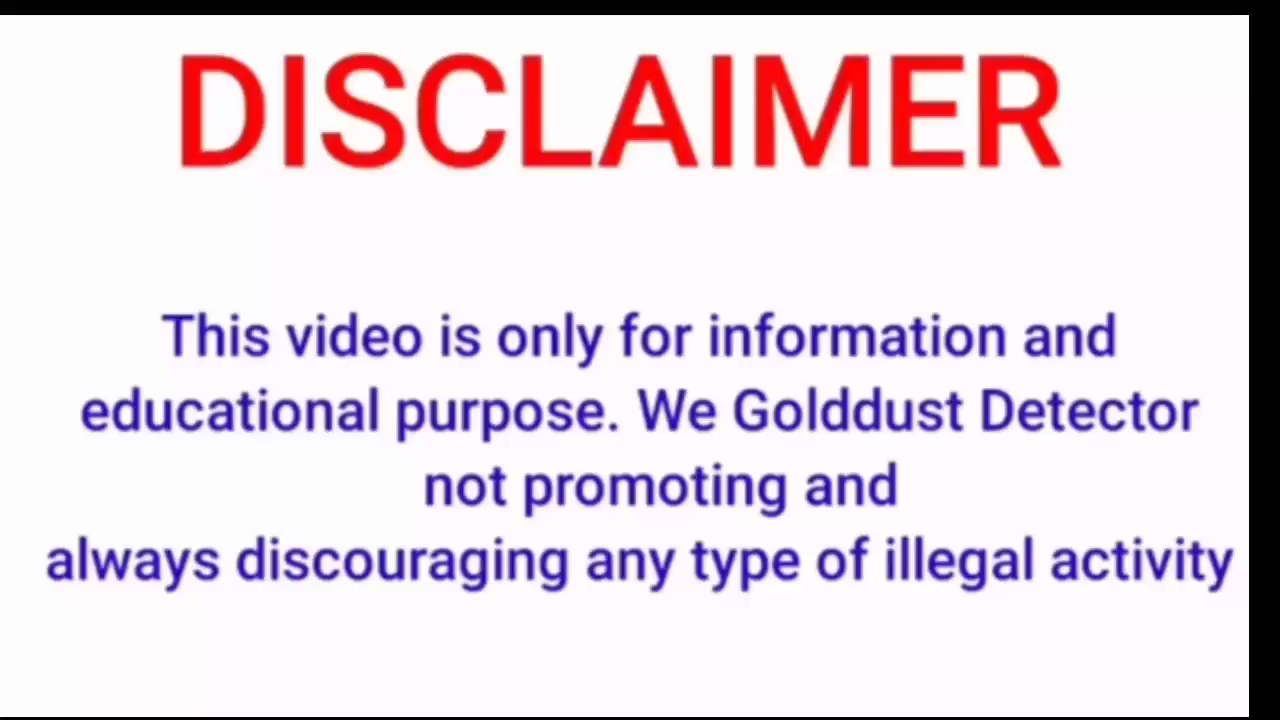 DISCLAIMER
This video is only for information and
educational purpose. We Golddust Detector
not promoting and
always discouraging any type of illegal activity